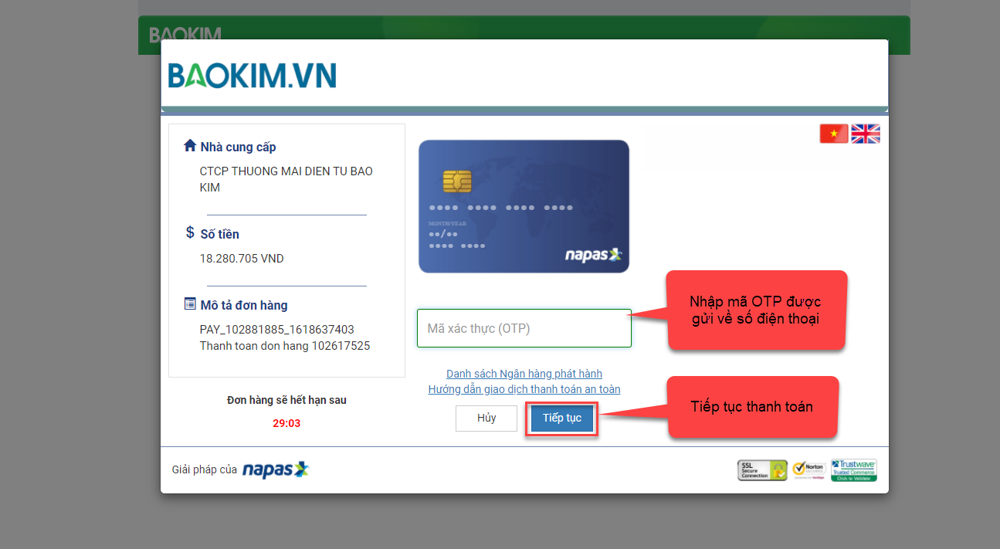 BAOKIM
BAOKIM.VN
Nhà cung cấp
CTCP THUONG MAI DIEN TU BAO
KIM
Số tiền
18.280.705 VND
Mô tả đơn hàng
PAY_102881885_1618637403
Thanh toan don hang 102617525
Đơn hàng sẽ hết hạn sau
29:03
MONTH/YEAR
napas
Mã xác thực (OTP)
Nhập mã OTP được
gửi về số điện thoại
Danh sách Ngân hàng phát hành
Hướng dẫn giao dịch thanh toán an toàn
Hủy
Tiếp tục
Tiếp tục thanh toán
Giải pháp của napas
SSL
Secure
Connection
Norton
SECURED
powered by VeriSign
Trustwave
Trusted Commerce
Click to Validate